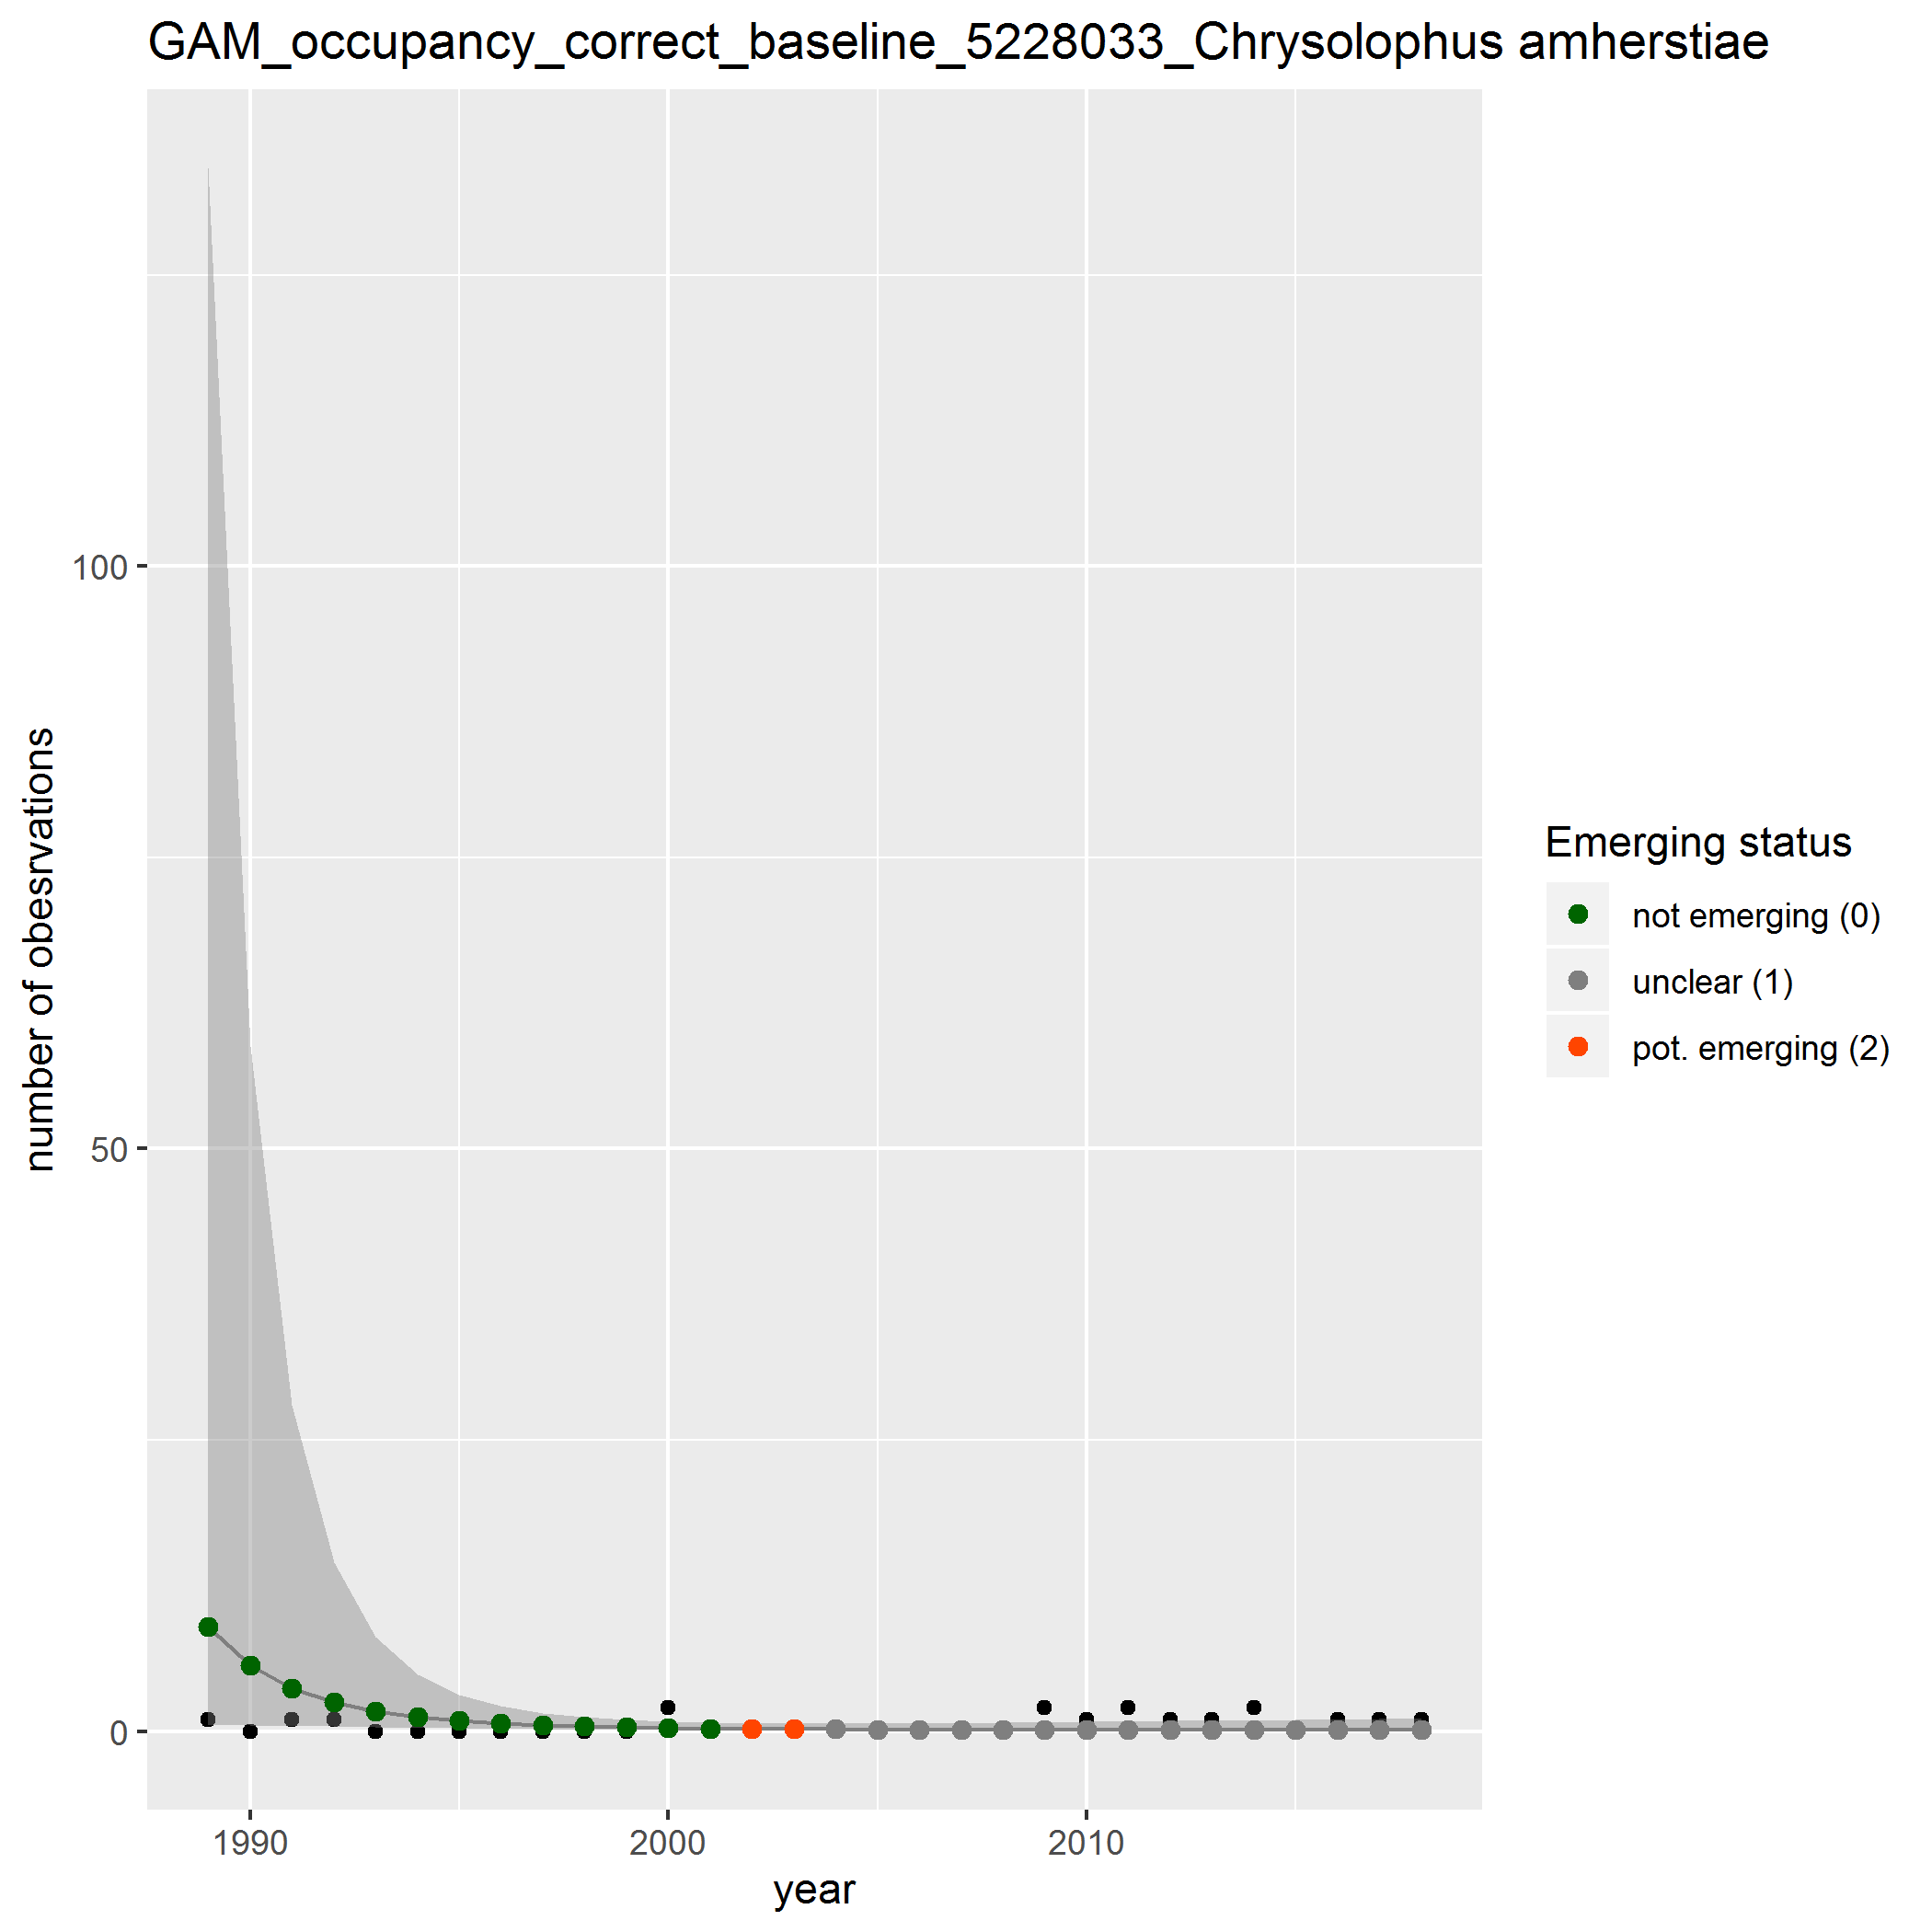 GAM_occupancy_correct_baseline_5228033_Chrysolophus amherstiae
number of obesrvations
100
50
0
1990
2000
2010
year
Emerging status
not emerging (0)
unclear (1)
pot. emerging (2)